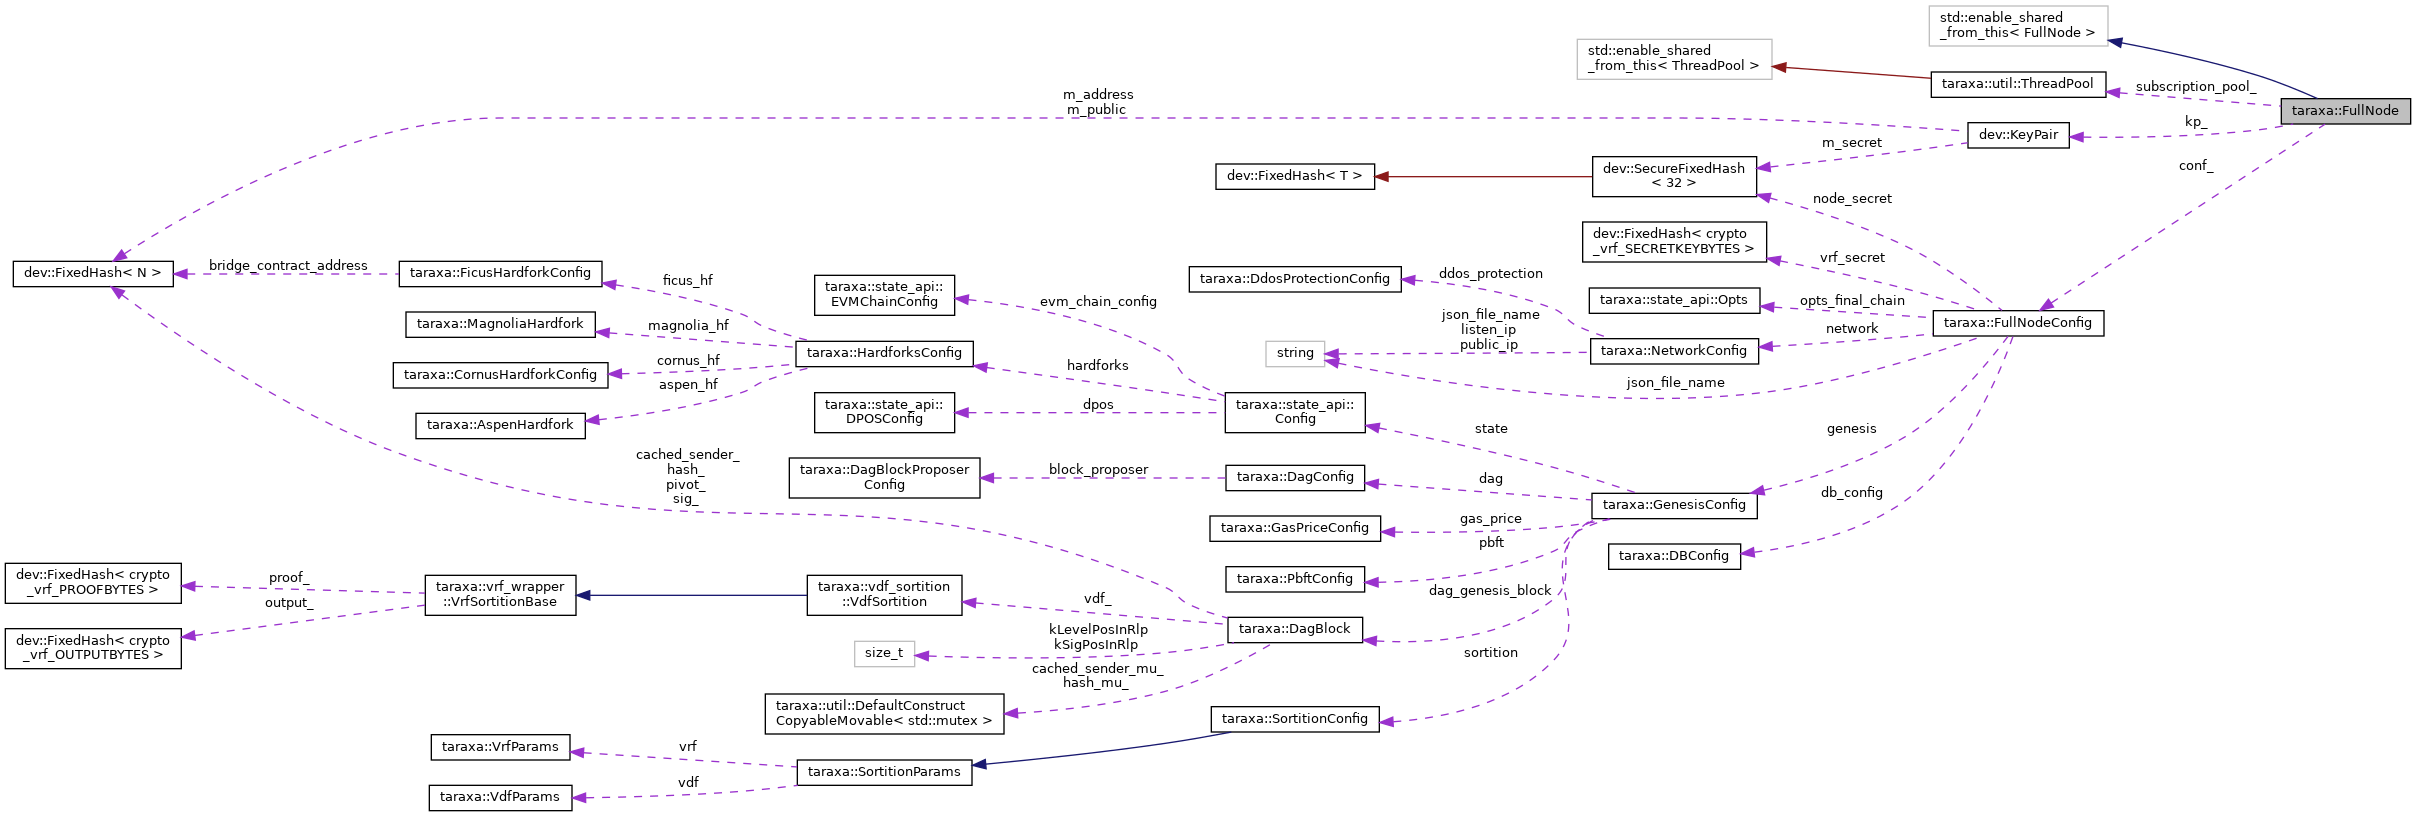 std::enable_shared
_from_this< FullNode >
std::enable_shared
_from_this< ThreadPool >
taraxa::util::ThreadPool
subscription_pool_
taraxa::FullNode
m_address
m_public
kp_
dev::KeyPair
m_secret
conf_
dev::FixedHash< T >
dev::SecureFixedHash
< 32 >
node_secret
dev::FixedHash< crypto
_vrf_SECRETKEYBYTES >
vrf_secret
dev::FixedHash< N >
bridge_contract_address
taraxa::FicusHardforkConfig
ficus_hf
taraxa::state_api::
EVMChainConfig
evm_chain_config
taraxa::DdosProtectionConfig
ddos_protection
taraxa::state_api::Opts
opts_final_chain
taraxa::FullNodeConfig
taraxa::MagnoliaHardfork
magnolia_hf
json_file_name
listen_ip
public_ip
network
string
taraxa::NetworkConfig
taraxa::HardforksConfig
hardforks
taraxa::CornusHardforkConfig
cornus_hf
aspen_hf
json_file_name
taraxa::state_api::
DPOSConfig
dpos
taraxa::state_api::
Config
taraxa::AspenHardfork
state
genesis
cached_sender_
hash_
pivot_
sig_
taraxa::DagBlockProposer
Config
block_proposer
taraxa::DagConfig
dag
db_config
taraxa::GenesisConfig
taraxa::GasPriceConfig
gas_price
pbft
taraxa::DBConfig
taraxa::PbftConfig
dag_genesis_block
dev::FixedHash< crypto
_vrf_PROOFBYTES >
proof_
taraxa::vrf_wrapper
::VrfSortitionBase
taraxa::vdf_sortition
::VdfSortition
vdf_
output_
dev::FixedHash< crypto
_vrf_OUTPUTBYTES >
kLevelPosInRlp
kSigPosInRlp
taraxa::DagBlock
size_t
sortition
cached_sender_mu_
hash_mu_
taraxa::util::DefaultConstruct
CopyableMovable< std::mutex >
taraxa::SortitionConfig
taraxa::VrfParams
vrf
taraxa::SortitionParams
vdf
taraxa::VdfParams